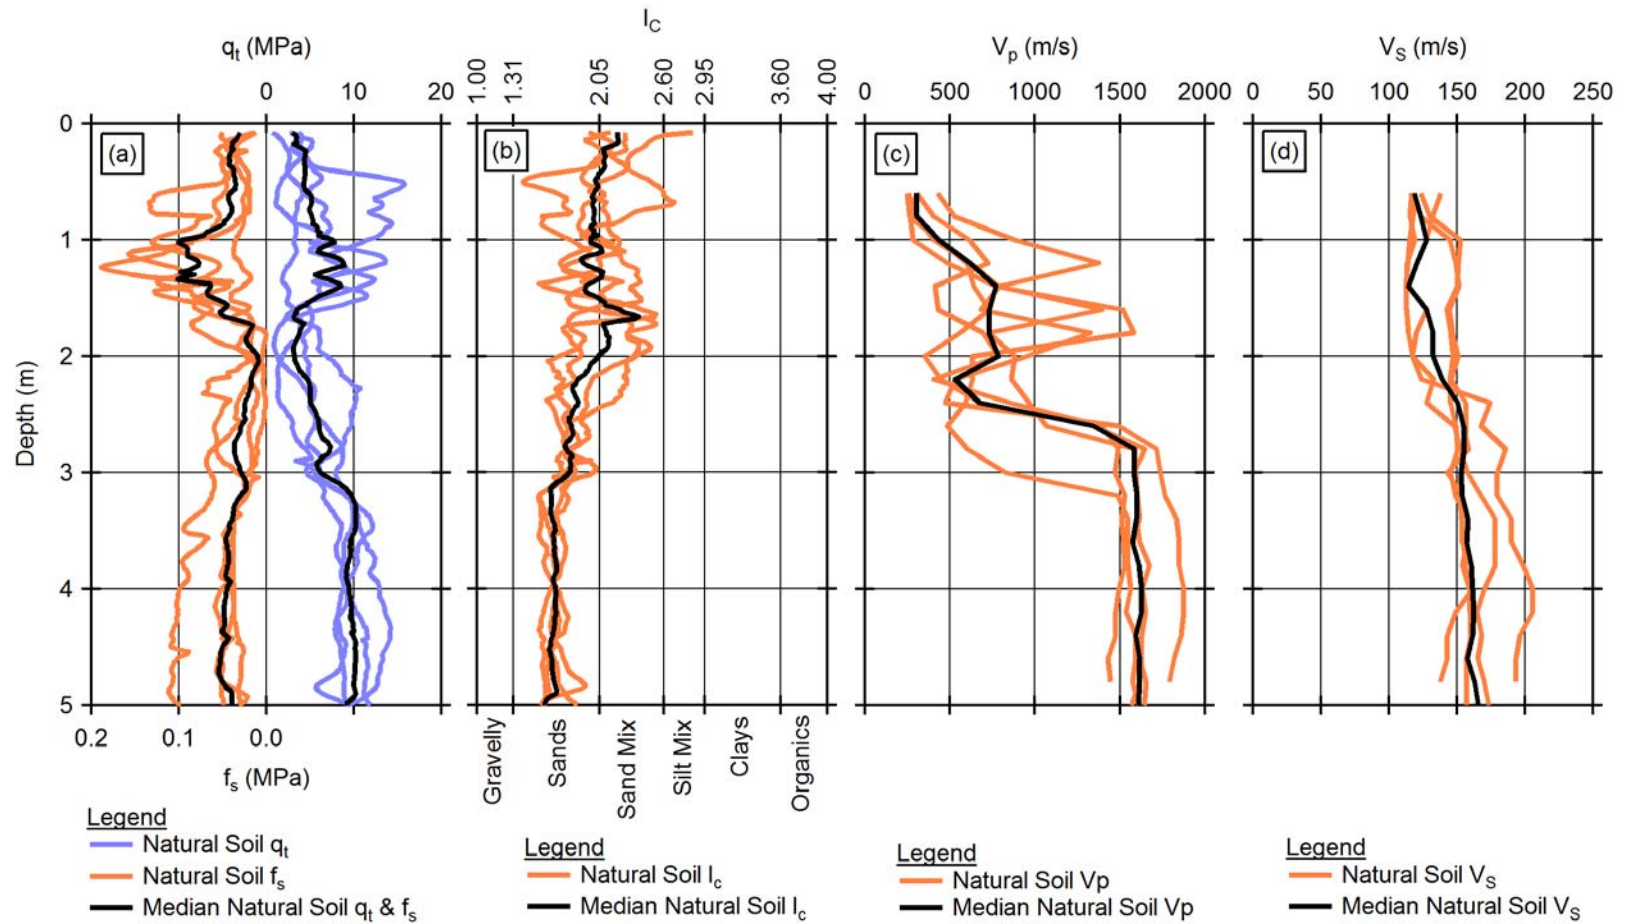 I_C
q_t (MPa)
V_p (m/s)
V_S (m/s)
0 10 20
1.00 1.31 2.05 2.60 2.95 3.60 4.00
0 500 1000 1500 2000
0 50 100 150 200 250
Depth (m)
0
1
2
3
4
5
(a)
(b)
(c)
(d)
0.2 0.1 0.0
f_s (MPa)
Gravelly
Sands
Sand Mix
Silt Mix
Clays
Organics
Legend
Natural Soil q_t
Natural Soil f_s
Median Natural Soil q_t & f_s
Legend
Natural Soil I_c
Median Natural Soil I_c
Legend
Natural Soil Vp
Median Natural Soil Vp
Legend
Natural Soil V_S
Median Natural Soil V_S